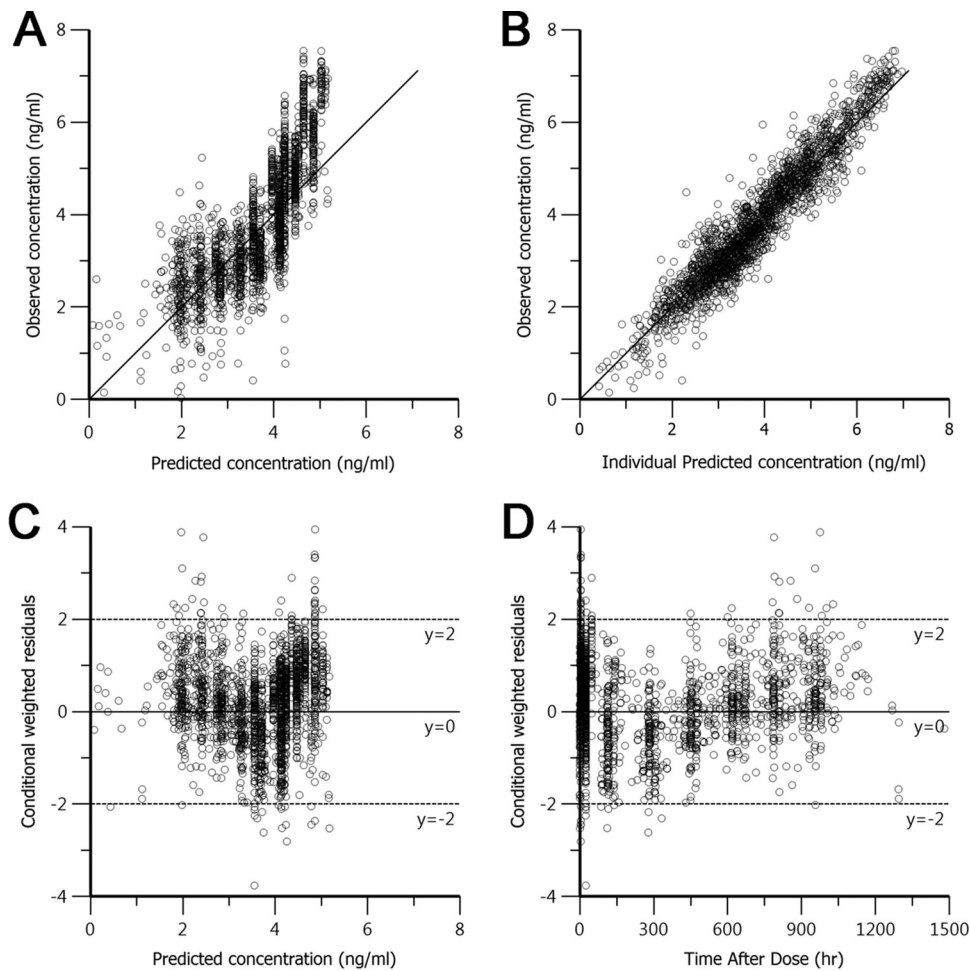 A
Observed concentration (ng/ml)
8
6
4
2
0
0 2 4 6 8
Predicted concentration (ng/ml)
B
Observed concentration (ng/ml)
8
6
4
2
0
0 2 4 6 8
Individual Predicted concentration (ng/ml)
C
Conditional weighted residuals
4
2
0
-2
-4
y=2
y=0
y=-2
0 2 4 6 8
Predicted concentration (ng/ml)
D
Conditional weighted residuals
4
2
0
-2
-4
y=2
y=0
y=-2
0 300 600 900 1200 1500
Time After Dose (hr)